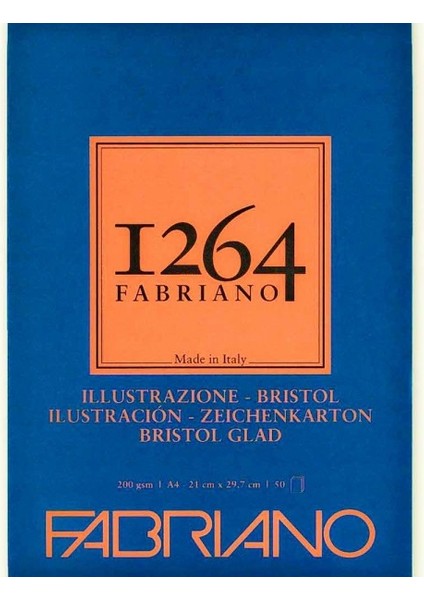 1264
FABRIANO
Made in Italy
ILLUSTRAZIONE - BRISTOL
ILUSTRACIÓN - ZEICHENKARTON
BRISTOL GLAD
200 gsm | A4 - 21 cm x 29,7 cm | 50
FABRIANO